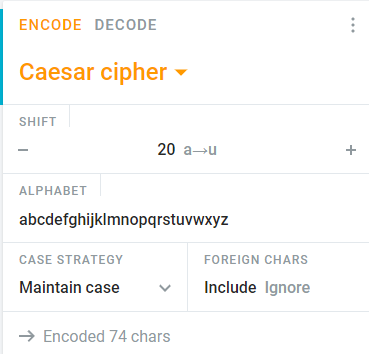 ENCODE DECODE
Caesar cipher
SHIFT
− 20 a→u +
ALPHABET
abcdefghijklmnopqrstuvwxyz
CASE STRATEGY
Maintain case
FOREIGN CHARS
Include Ignore
→ Encoded 74 chars